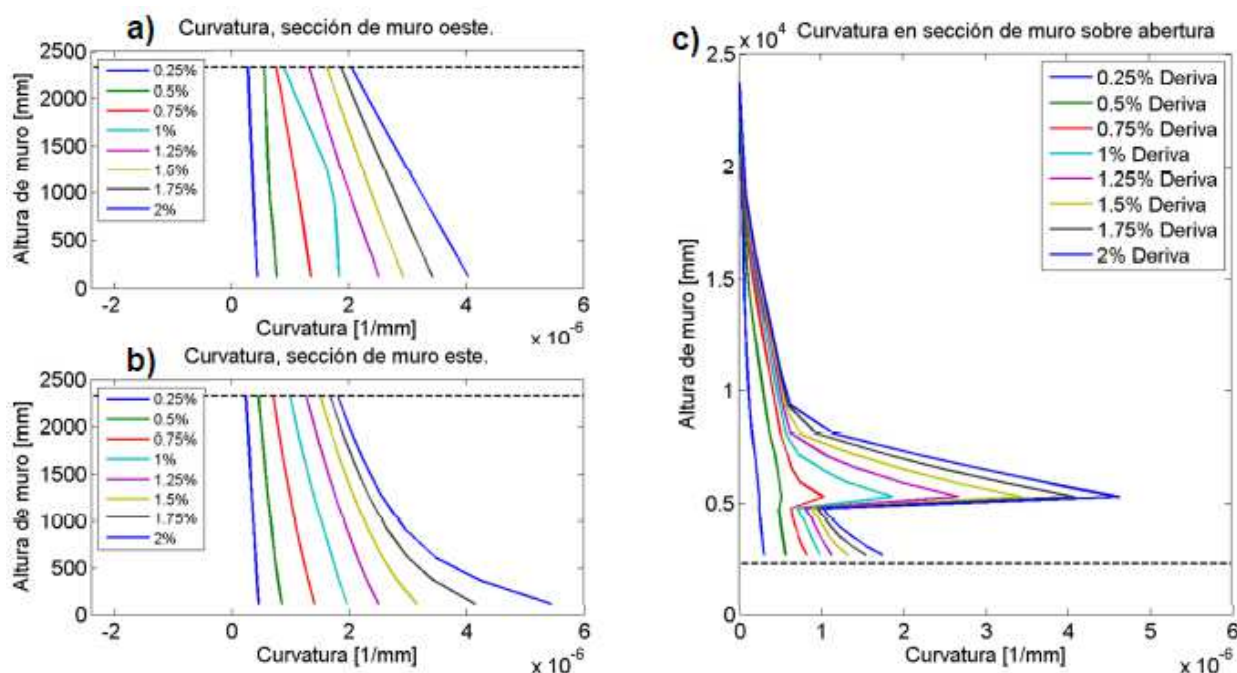 a)
Curvatura, sección de muro oeste.
2500
2000
1500
1000
500
0
Altura de muro [mm]
0.25%
0.5%
0.75%
1%
1.25%
1.5%
1.75%
2%
-2 0 2 4 6
Curvatura [1/mm]
x 10⁻⁶
b)
Curvatura, sección de muro este.
2500
2000
1500
1000
500
0
Altura de muro [mm]
0.25%
0.5%
0.75%
1%
1.25%
1.5%
1.75%
2%
-2 0 2 4 6
Curvatura [1/mm]
x 10⁻⁶
c)
Curvatura en sección de muro sobre abertura
x 10⁴
2.5
2
1.5
1
0.5
0
Altura de muro [mm]
0.25% Deriva
0.5% Deriva
0.75% Deriva
1% Deriva
1.25% Deriva
1.5% Deriva
1.75% Deriva
2% Deriva
0 1 2 3 4 5 6
Curvatura [1/mm]
x 10⁻⁶